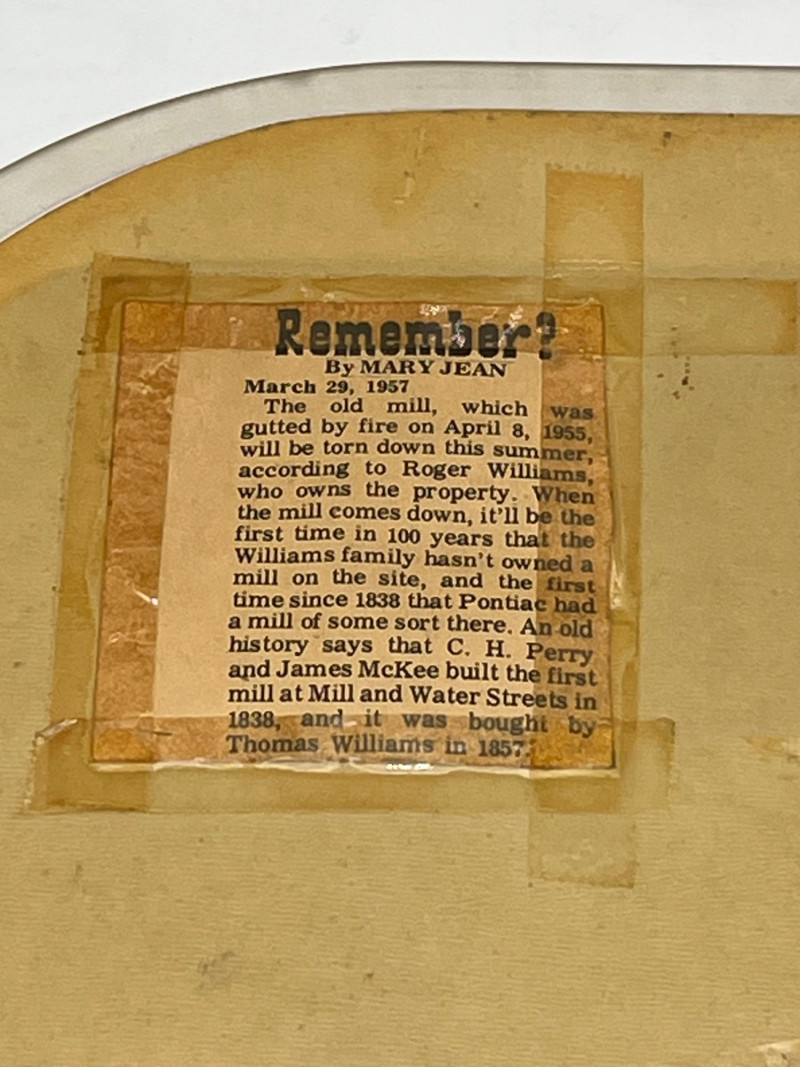 Remember?
By MARY JEAN
March 29, 1957
The old mill, which was
gutted by fire on April 8, 1955,
will be torn down this summer,
according to Roger Williams,
who owns the property. When
the mill comes down, it'll be the
first time in 100 years that the
Williams family hasn't owned a
mill on the site, and the first
time since 1838 that Pontiac had
a mill of some sort there. An old
history says that C. H. Perry
and James McKee built the first
mill at Mill and Water Streets in
1838, and it was bought by
Thomas Williams in 1857.